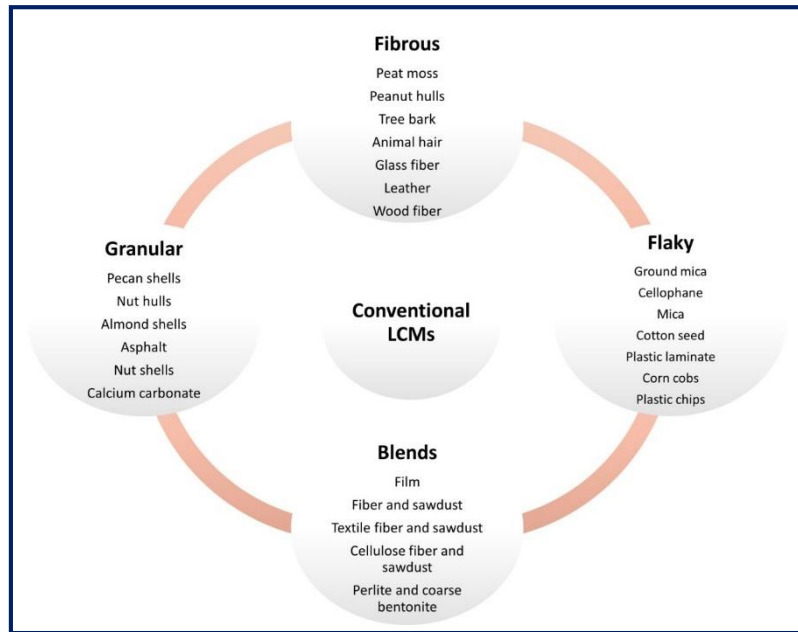 Fibrous
Peat moss
Peanut hulls
Tree bark
Animal hair
Glass fiber
Leather
Wood fiber
Granular
Pecan shells
Nut hulls
Almond shells
Asphalt
Nut shells
Calcium carbonate
Conventional
LCMs
Flaky
Ground mica
Cellophane
Mica
Cotton seed
Plastic laminate
Corn cobs
Plastic chips
Blends
Film
Fiber and sawdust
Textile fiber and sawdust
Cellulose fiber and
sawdust
Perlite and coarse
bentonite